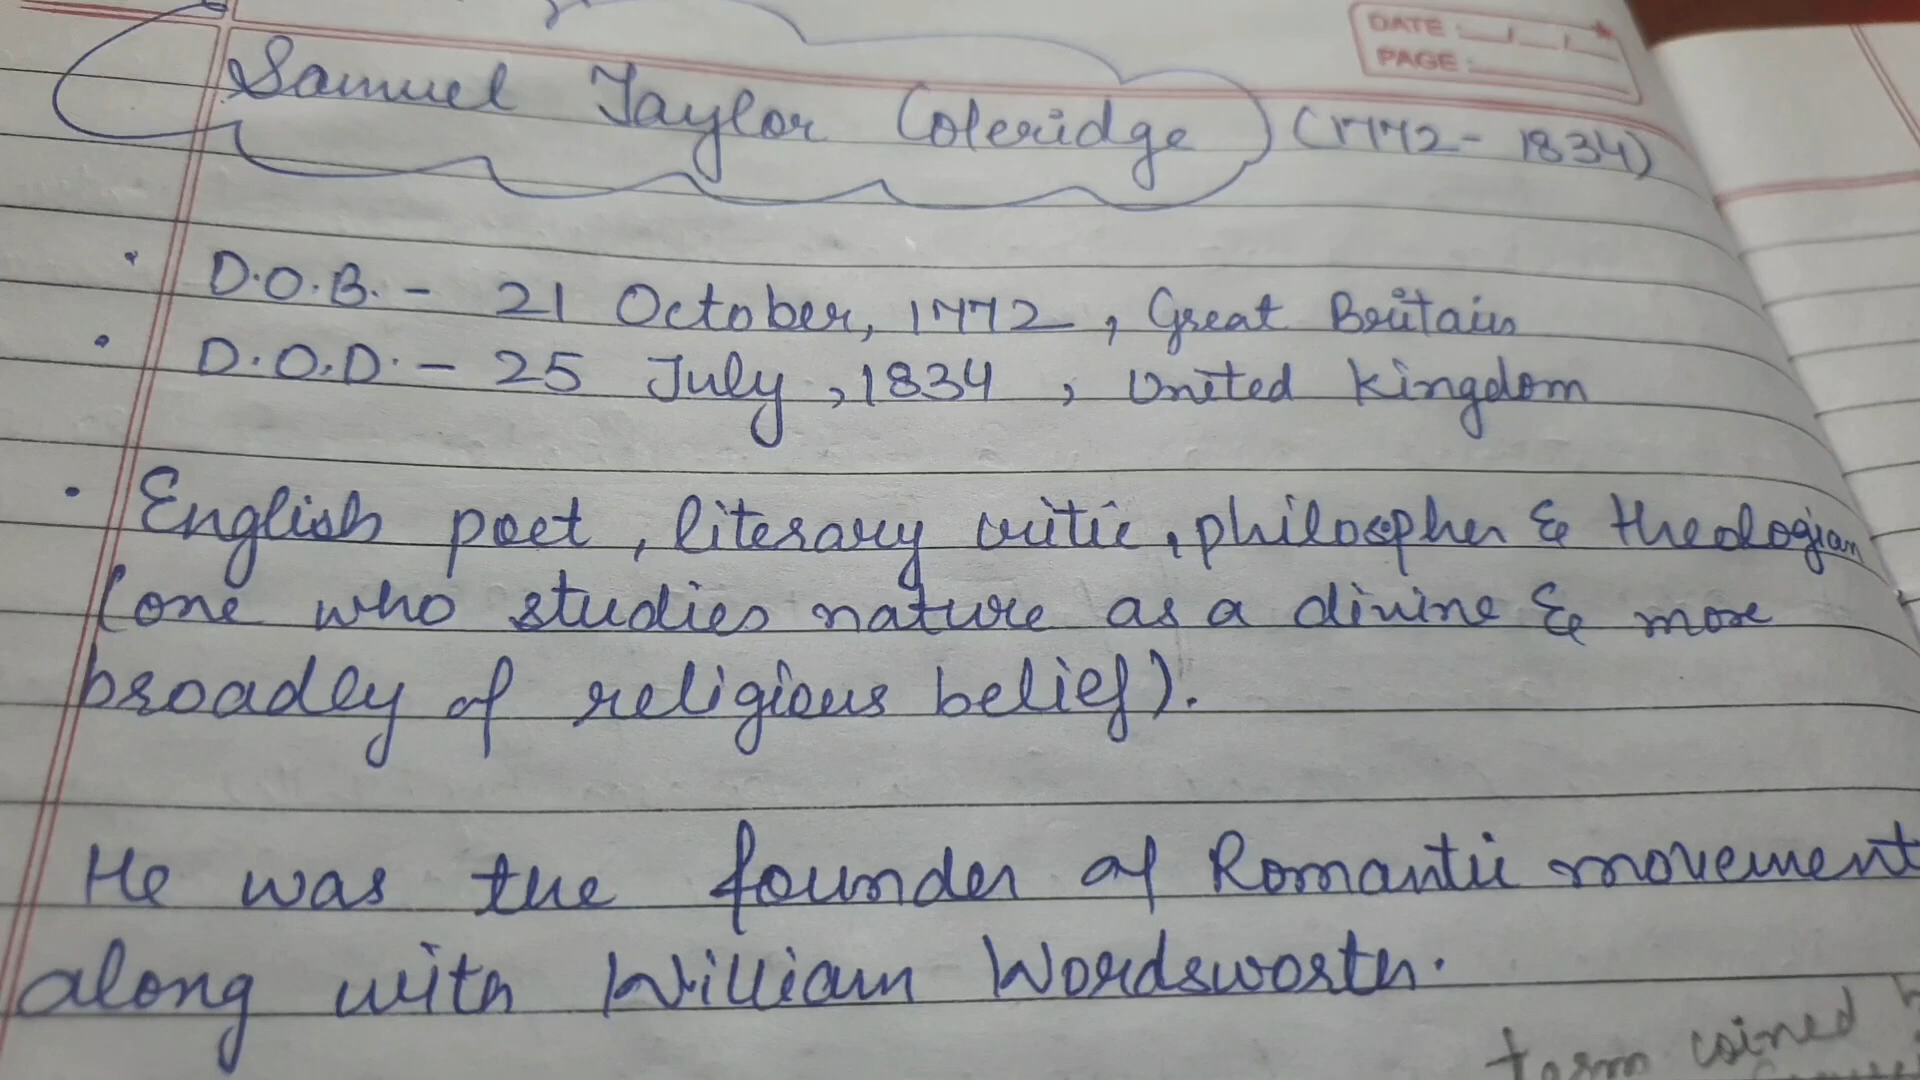 DATE: / /
PAGE:
Samuel Taylor Coleridge (1772-1834)
• D.O.B. - 21 October, 1772, Great Britain
• D.O.D. - 25 July, 1834, United Kingdom
• English poet, literary critic, philosopher & theologian
(one who studies nature as a divine & more
broadly of religious belief).
He was the founder of Romantic movement
along with William Wordsworth.
term coined